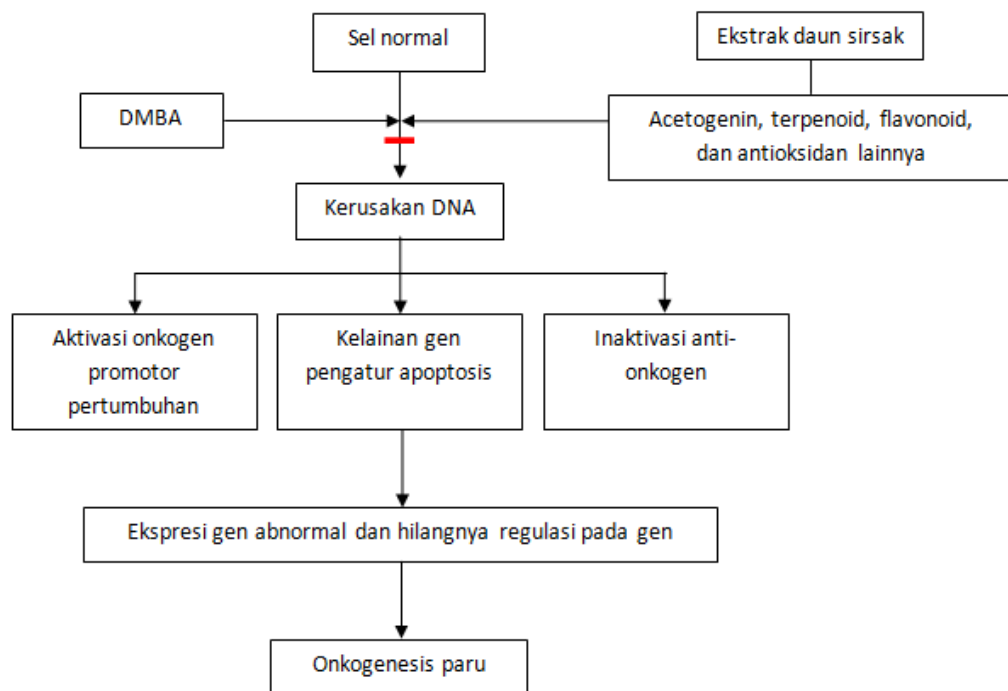 Sel normal
Ekstrak daun sirsak
DMBA
Acetogenin, terpenoid, flavonoid,
dan antioksidan lainnya
Kerusakan DNA
Aktivasi onkogen
promotor
pertumbuhan
Kelainan gen
pengatur apoptosis
Inaktivasi anti-
onkogen
Ekspresi gen abnormal dan hilangnya regulasi pada gen
Onkogenesis paru